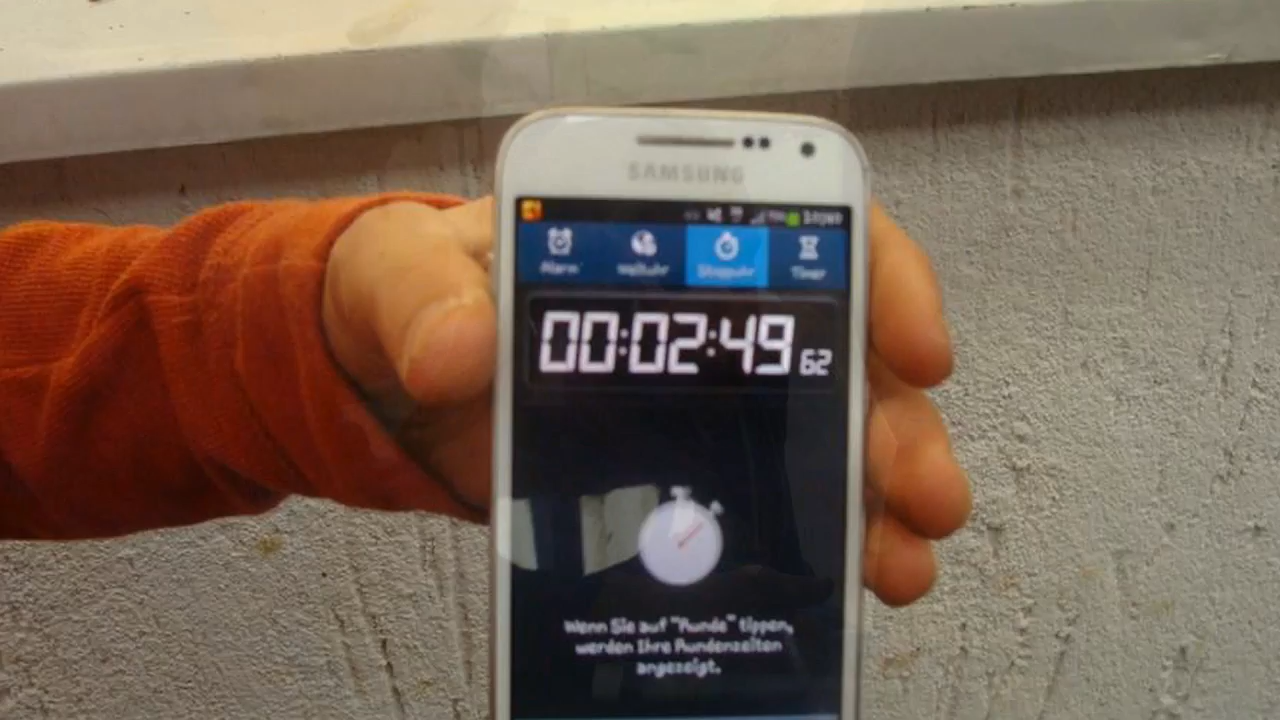 SAMSUNG
Alarm Weltuhr Stoppuhr Timer
00:02:49 62
Wenn Sie auf "Runde" tippen,
werden Ihre Rundenzeiten
angezeigt.